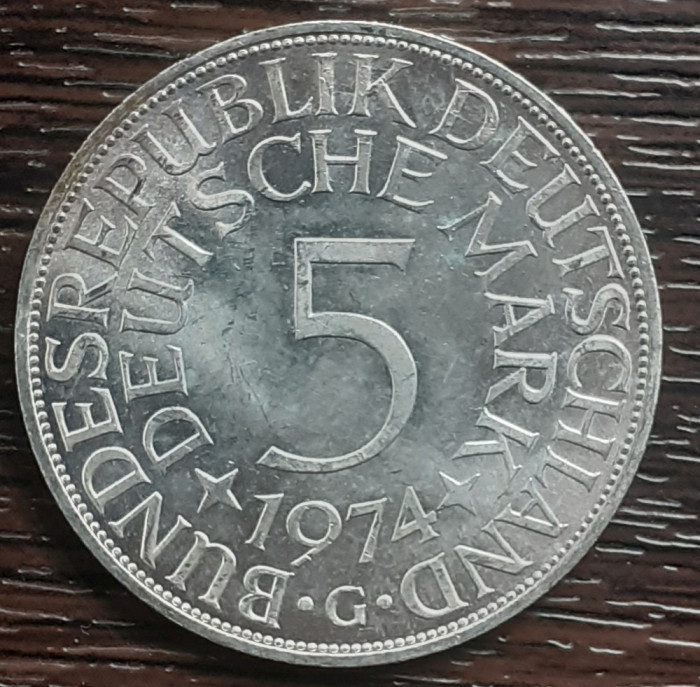 BUNDESREPUBLIK DEUTSCHLAND
· G ·
DEUTSCHE MARK
5
1974